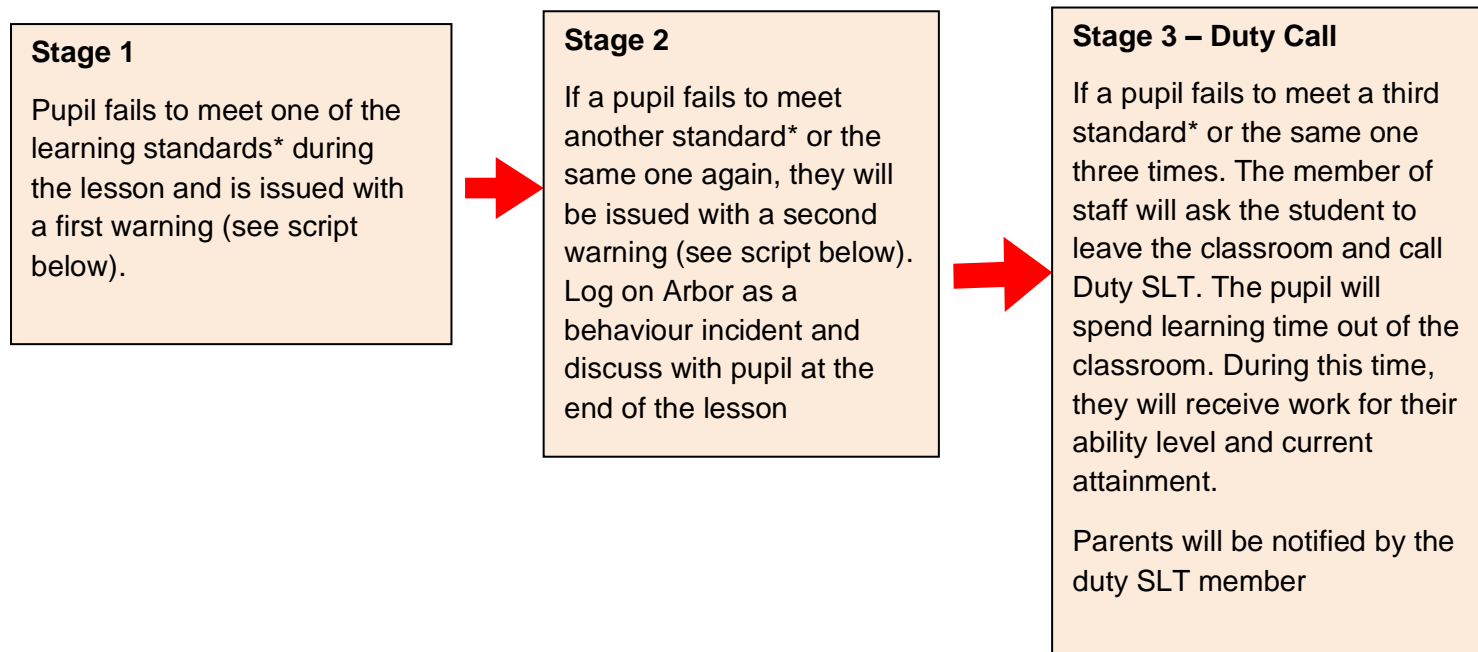 Stage 1
Pupil fails to meet one of the
learning standards* during
the lesson and is issued with
a first warning (see script
below).
Stage 2
If a pupil fails to meet
another standard* or the
same one again, they will
be issued with a second
warning (see script below).
Log on Arbor as a
behaviour incident and
discuss with pupil at the
end of the lesson
Stage 3 – Duty Call
If a pupil fails to meet a third
standard* or the same one
three times. The member of
staff will ask the student to
leave the classroom and call
Duty SLT. The pupil will
spend learning time out of the
classroom. During this time,
they will receive work for their
ability level and current
attainment.
Parents will be notified by the
duty SLT member